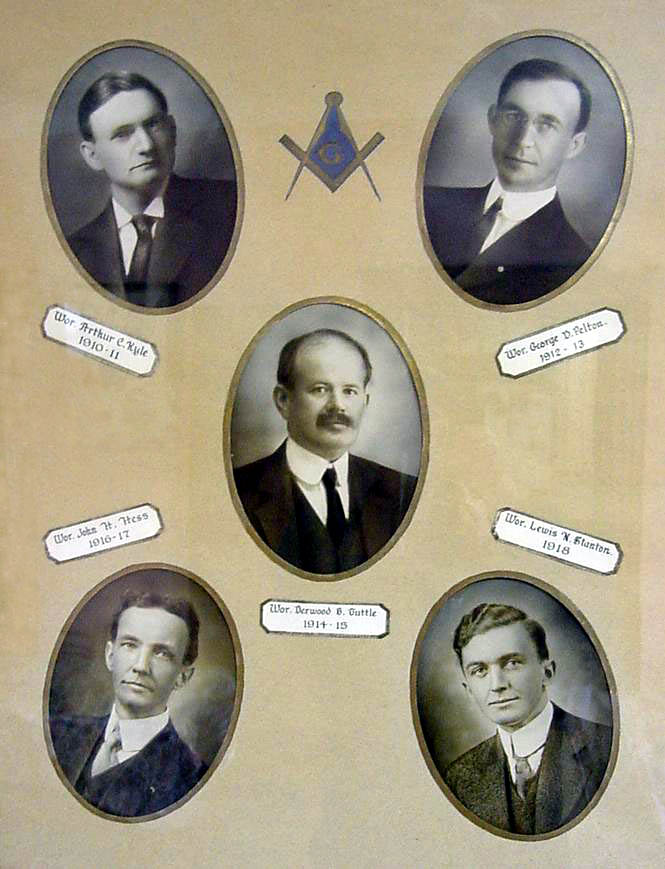 G
Wor. Arthur C. Kyle
1910-11
Wor. George D. Pelton.
1912-13
Wor. Derwood B. Tuttle
1914-15
Wor. John H. Hess
1916-17
Wor. Lewis N. Stanton.
1918